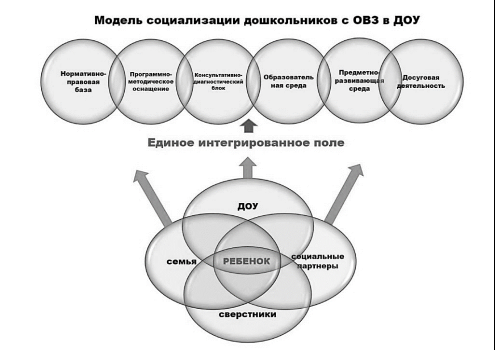 Модель социализации дошкольников с ОВЗ в ДОУ
Нормативно-
правовая
база
Программно-
методическое
оснащение
Консультативно-
диагностический
блок
Образователь
ная среда
Предметно-
развивающая
среда
Досуговая
деятельность
Единое интегрированное поле
ДОУ
семья
РЕБЕНОК
социальные
партнеры
сверстники